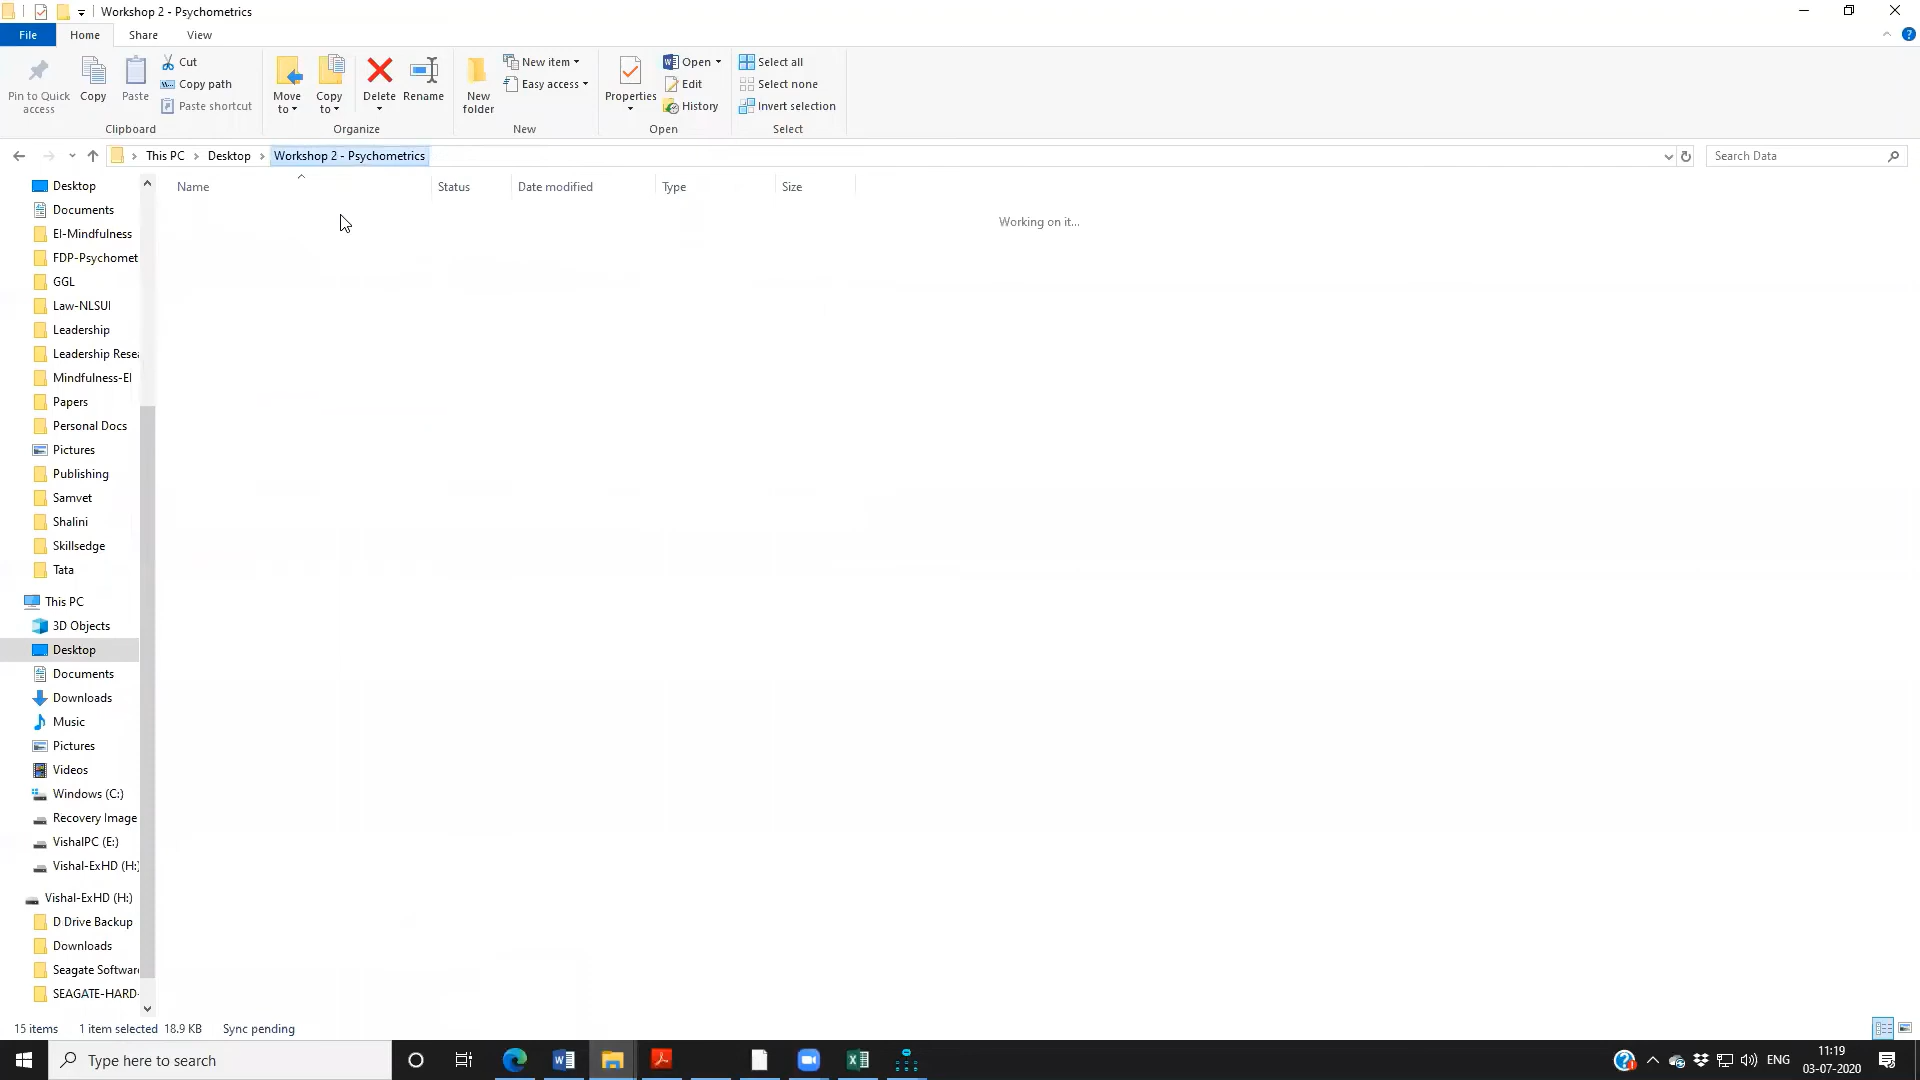 Workshop 2 - Psychometrics
File Home Share View
Pin to Quick access
Copy
Paste
Cut
Copy path
Paste shortcut
Clipboard
Move to
Copy to
Delete
Rename
Organize
New folder
New item
Easy access
New
Properties
Open
Edit
History
Open
Select all
Select none
Invert selection
Select
This PC Desktop Workshop 2 - Psychometrics
Search Data
Name Status Date modified Type Size
Working on it...
Desktop
Documents
EI-Mindfulness
FDP-Psychomet
GGL
Law-NLSUI
Leadership
Leadership Resea
Mindfulness-EI
Papers
Personal Docs
Pictures
Publishing
Samvet
Shalini
Skillsedge
Tata
This PC
3D Objects
Desktop
Documents
Downloads
Music
Pictures
Videos
Windows (C:)
Recovery Image
VishalPC (E:)
Vishal-ExHD (H:)
Vishal-ExHD (H:)
D Drive Backup
Downloads
Seagate Softwar
SEAGATE-HARD-
15 items 1 item selected 18.9 KB Sync pending
Type here to search
ENG
11:19
03-07-2020